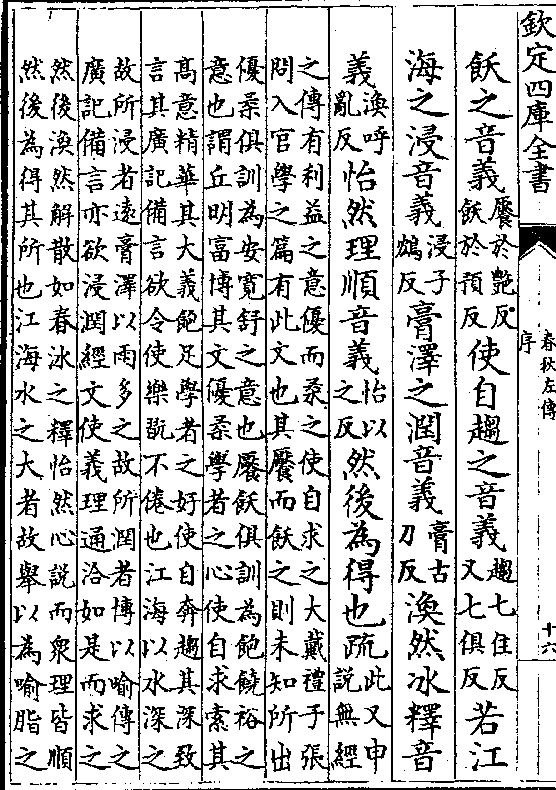 欽定四庫全書
春秋左傳
序
十六
飫之音義饜於艷反飫於預反使自趨之音義趨七住反又七俱反若江
海之浸音義浸子鴆反膏澤之潤音義膏古刀反渙然冰釋音
義渙呼亂反怡然理順音義怡以之反然後為得也疏此又申說無經
之傳有利益之意優而柔之使自求之大戴禮子張
問入官學之篇有此文也其饜而飫之則未知所出
優柔俱訓為安寬舒之意也饜飫俱訓為飽饒裕之
意也謂丘明富博其文優柔學者之心使自求索其
高意精華其大義飽足學者之好使自奔趨其深致
言其廣記備言欲令使樂翫不倦也江海以水深之
故所浸者遠膏澤以雨多之故所潤者博以喻傳之
廣記備言亦欲浸潤經文使義理通洽如是而求之
然後渙然解散如春冰之釋怡然心說而衆理皆順
然後為得其所也江海水之大者故舉以為喻脂之